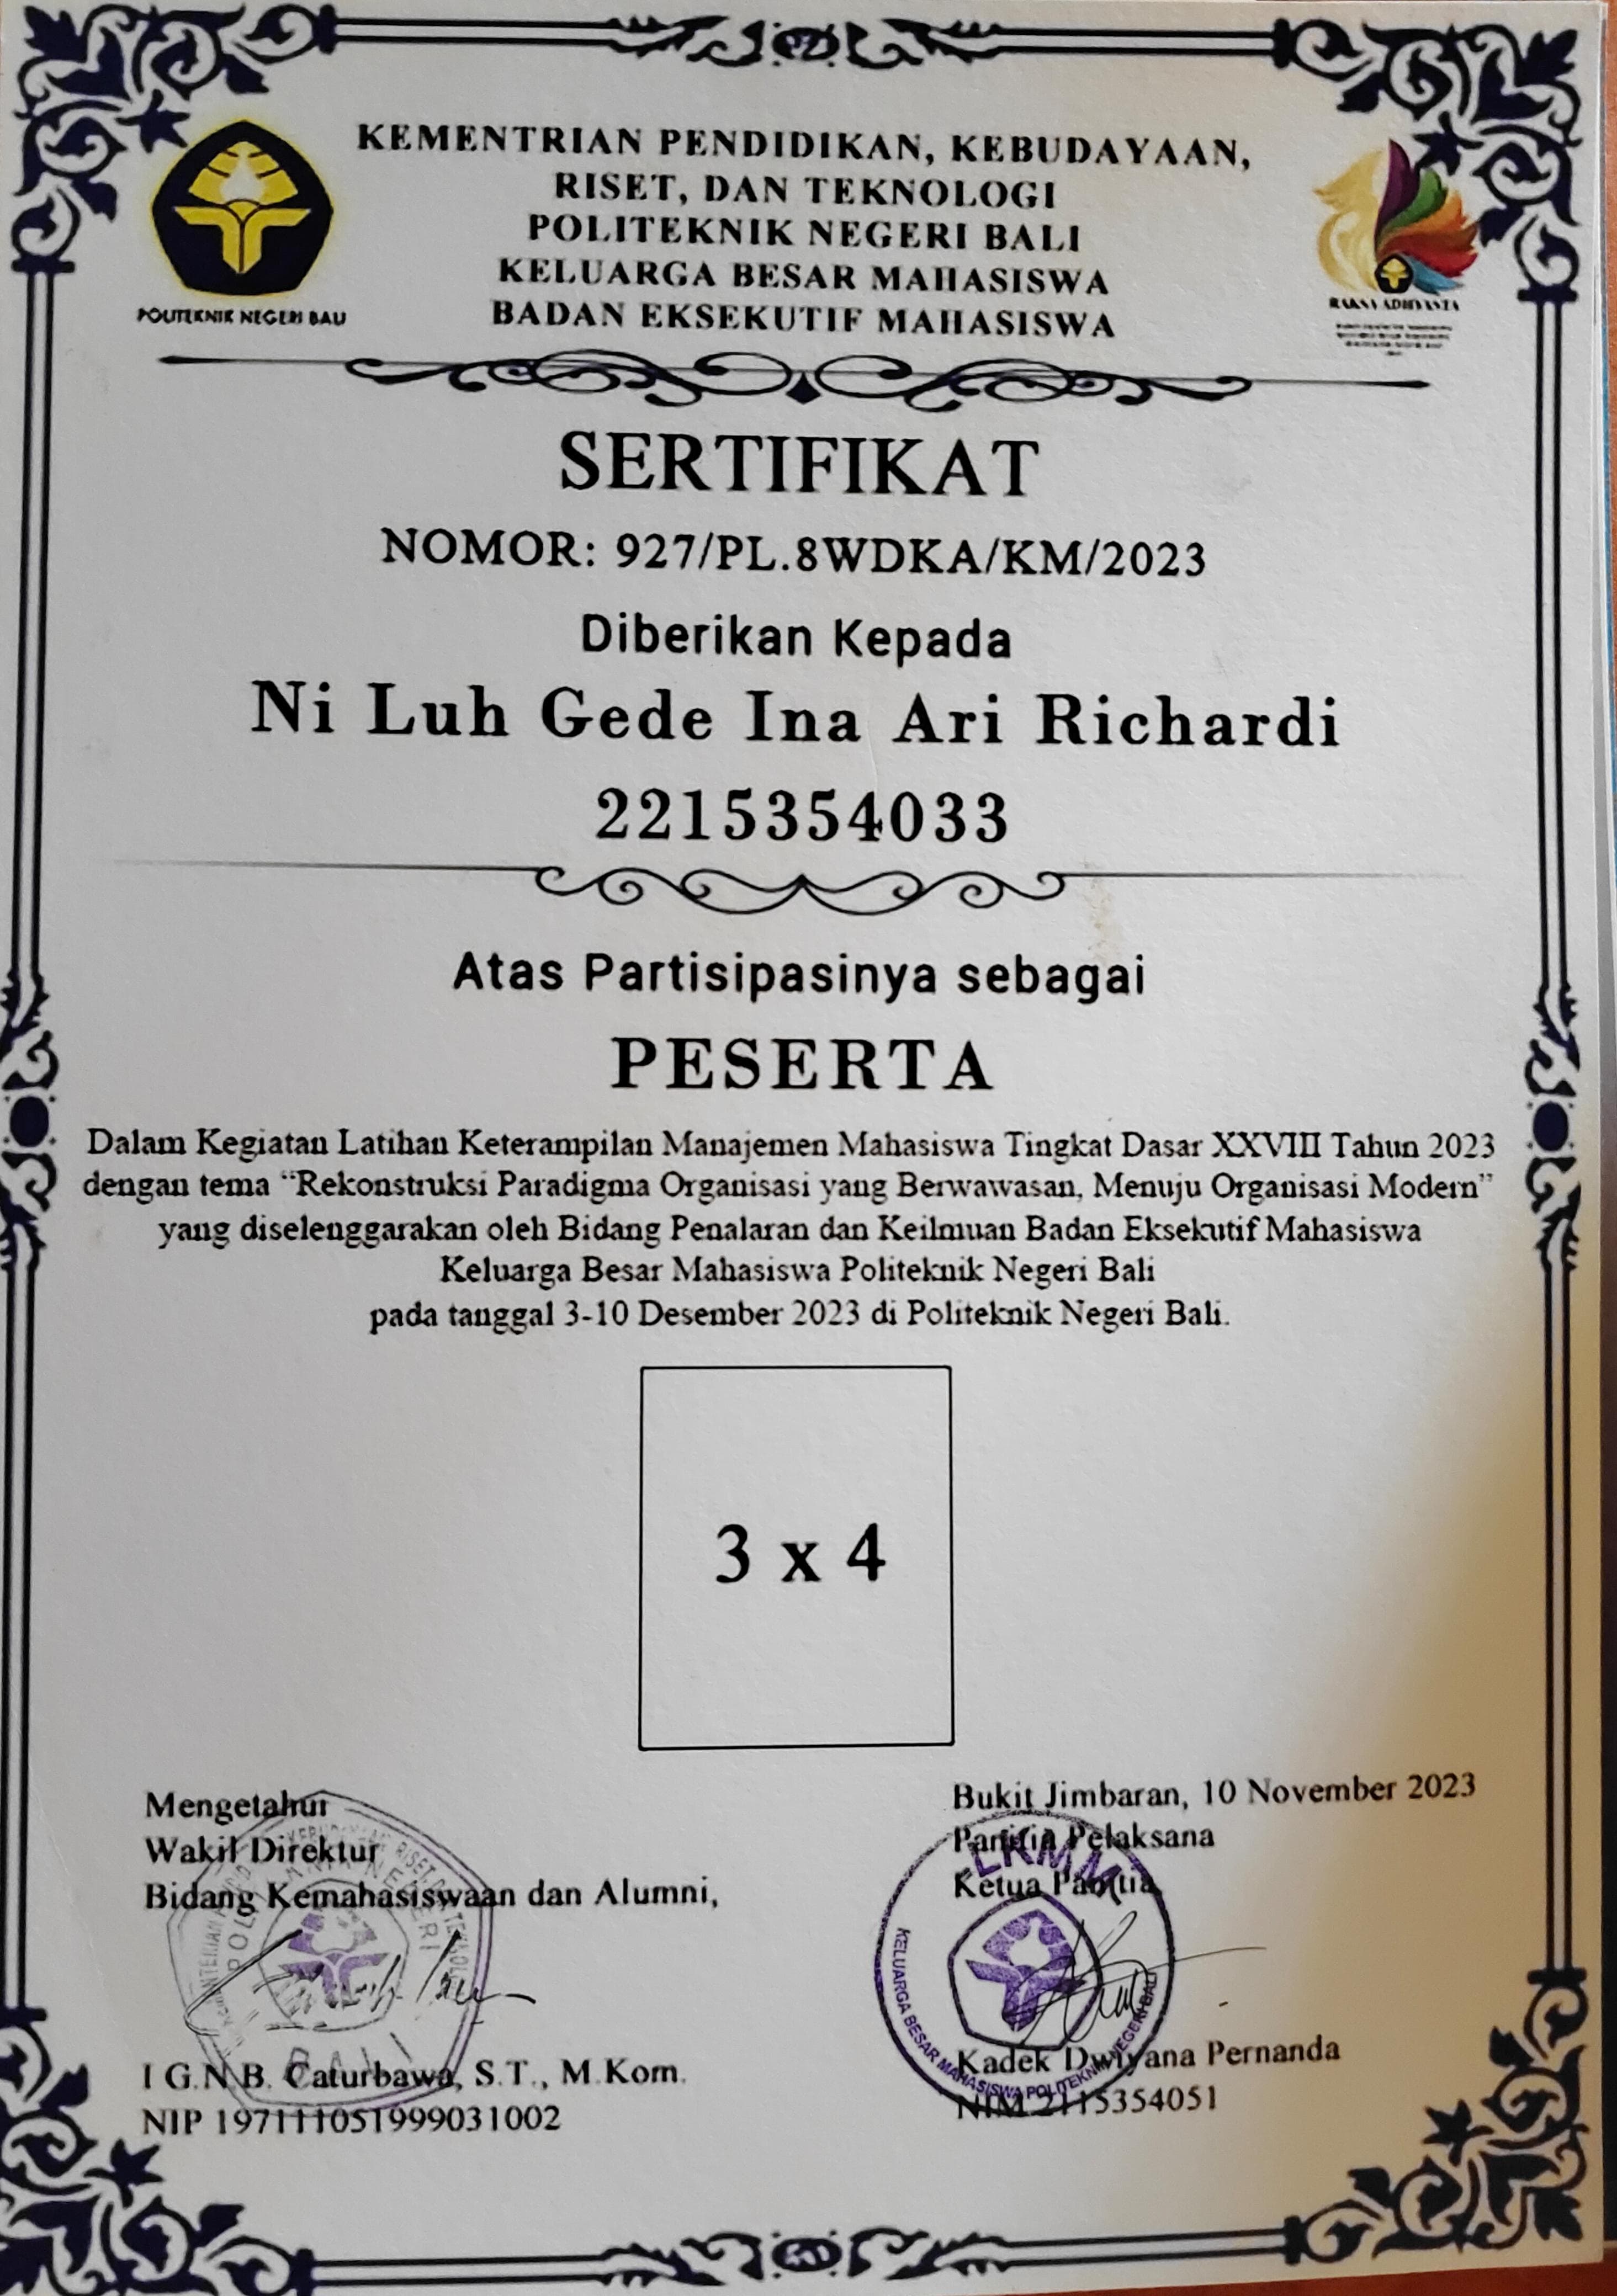 KEMENTRIAN PENDIDIKAN, KEBUDAYAAN,
RISET, DAN TEKNOLOGI
POLITEKNIK NEGERI BALI
KELUARGA BESAR MAHASISWA
BADAN EKSEKUTIF MAHASISWA
POLITEKNIK NEGERI BALI
RAKSA ADHYASTA
SERTIFIKAT
NOMOR: 927/PL.8WDKA/KM/2023
Diberikan Kepada
Ni Luh Gede Ina Ari Richardi
2215354033
Atas Partisipasinya sebagai
PESERTA
Dalam Kegiatan Latihan Keterampilan Manajemen Mahasiswa Tingkat Dasar XXVIII Tahun 2023
dengan tema “Rekonstruksi Paradigma Organisasi yang Berwawasan, Menuju Organisasi Modern”
yang diselenggarakan oleh Bidang Penalaran dan Keilmuan Badan Eksekutif Mahasiswa
Keluarga Besar Mahasiswa Politeknik Negeri Bali
pada tanggal 3-10 Desember 2023 di Politeknik Negeri Bali.
3 x 4
Mengetahui
Wakil Direktur
Bidang Kemahasiswaan dan Alumni,
I G.N.B. Caturbawa, S.T., M.Kom.
NIP 197111051999031002
Bukit Jimbaran, 10 November 2023
Panitia Pelaksana
Ketua Panitia
LKMM
KELUARGA BESAR MAHASISWA POLITEKNIK NEGERI BALI
Kadek Dwiyana Pernanda
NIM 2115354051